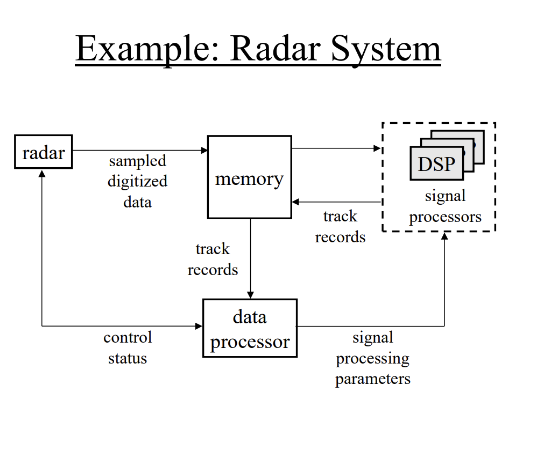 Example: Radar System
radar
sampled
digitized
data
memory
DSP
signal
processors
track
records
track
records
data
processor
control
status
signal
processing
parameters